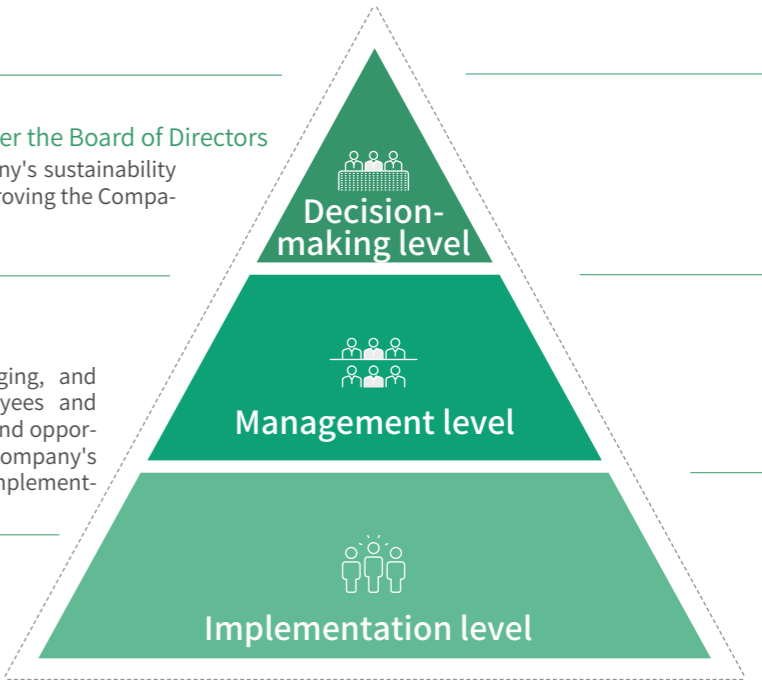 er the Board of Directors
ny's sustainability
roving the Compa-
Decision-
making level
ging, and
yees and
nd oppor-
ompany's
mplement-
Management level
Implementation level